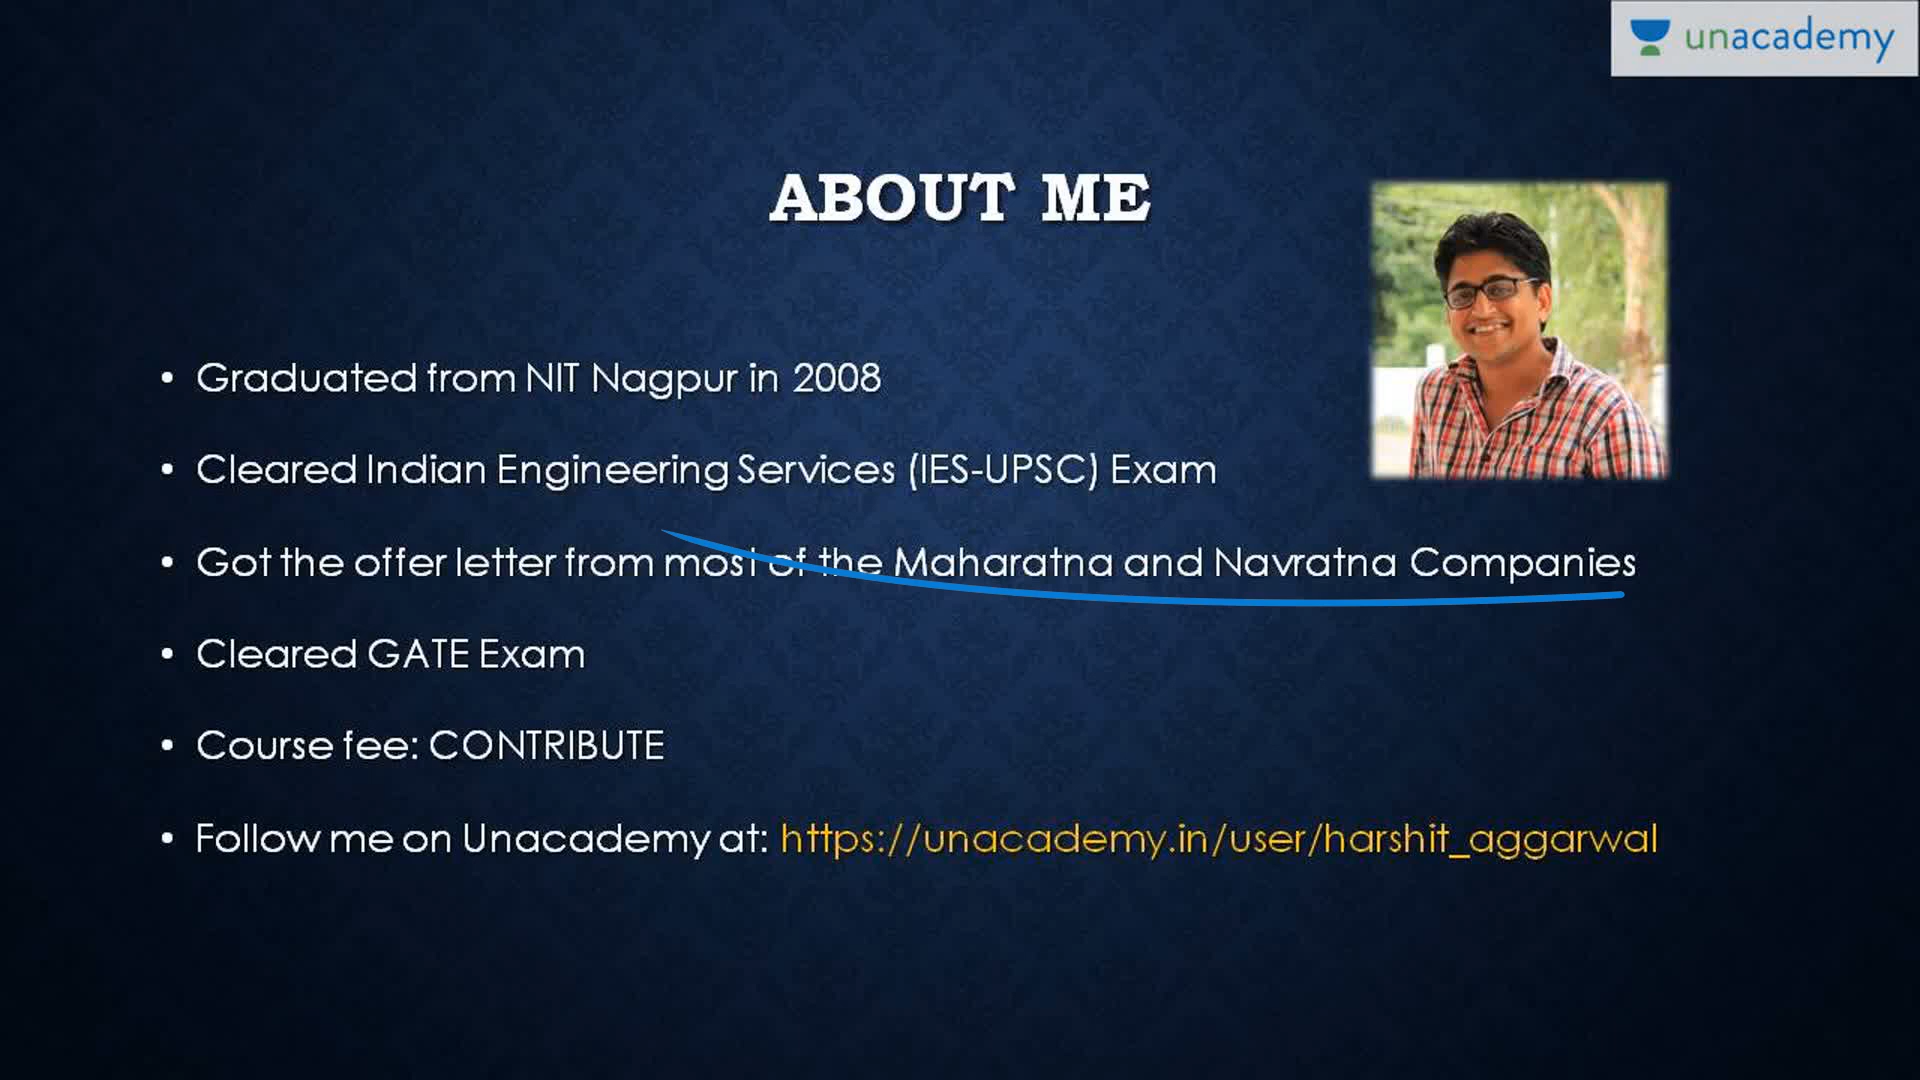 unacademy
ABOUT ME
• Graduated from NIT Nagpur in 2008
• Cleared Indian Engineering Services (IES-UPSC) Exam
• Got the offer letter from most of the Maharatna and Navratna Companies
• Cleared GATE Exam
• Course fee: CONTRIBUTE
• Follow me on Unacademy at: https://unacademy.in/user/harshit_aggarwal